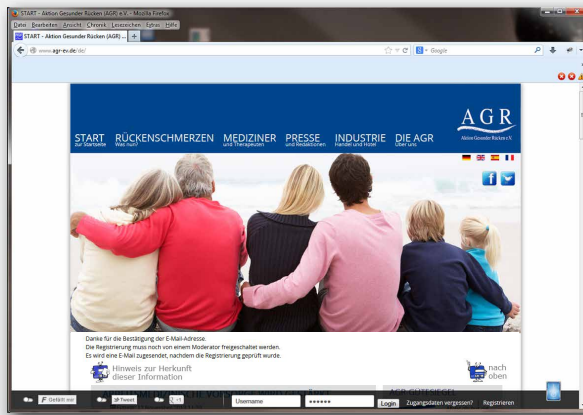 START - Aktion Gesunder Rücken (AGR) e.V. - Mozilla Firefox
Datei Bearbeiten Ansicht Chronik Lesezeichen Extras Hilfe
START - Aktion Gesunder Rücken (AGR) ...
www.agr-ev.de/de/
Google
AGR
Aktion Gesunder Rücken e.V.
START RÜCKENSCHMERZEN MEDIZINER PRESSE INDUSTRIE DIE AGR
zur Startseite Was nun? und Therapeuten und Redaktionen Handel und Hotel Über uns
Danke für die Bestätigung der E-Mail-Adresse.
Die Registrierung muss noch von einem Moderator freigeschaltet werden.
Es wird eine E-Mail zugesendet, nachdem die Registrierung geprüft wurde.
Hinweis zur Herkunft
dieser Information
nach
oben
AGR-GÜTESIEGEL
Gefällt mir Tweet +1 Username Login Zugangsdaten vergessen? Registrieren